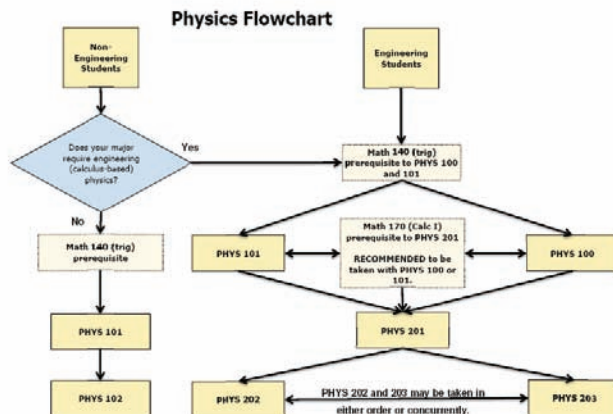 Physics Flowchart
Non-
Engineering
Students
Engineering
Students
Does your major
require engineering
(calculus-based)
physics?
Yes
Math 140 (trig)
prerequisite to PHYS 100
and 101
No
Math 140 (trig)
prerequisite
PHYS 101
Math 170 (Calc I)
prerequisite to PHYS 201
RECOMMENDED to be
taken with PHYS 100 or
101.
PHYS 100
PHYS 101
PHYS 201
PHYS 102
PHYS 202
PHYS 202 and 203 may be taken in
either order or concurrently.
PHYS 203